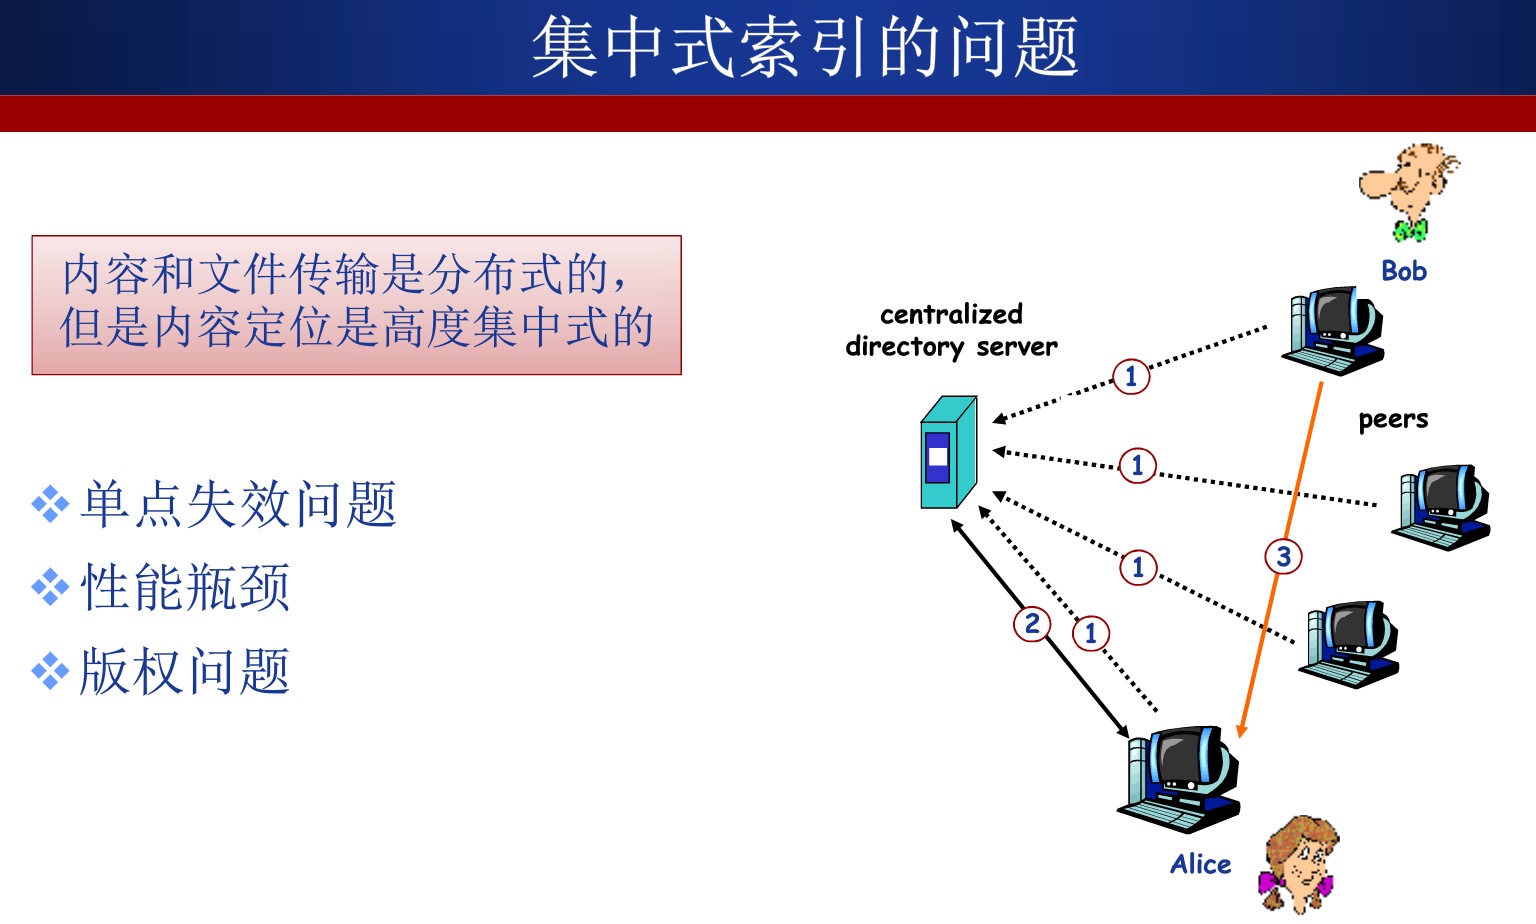 集中式索引的问题
内容和文件传输是分布式的，
但是内容定位是高度集中式的
单点失效问题
性能瓶颈
版权问题
Bob
centralized
directory server
1
peers
1
3
1
2
1
Alice